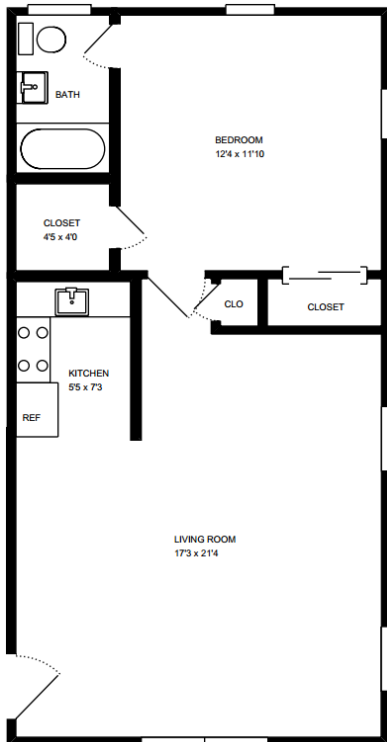 BATH
BEDROOM
12'4 x 11'10
CLOSET
4'5 x 4'0
CLO
CLOSET
KITCHEN
5'5 x 7'3
REF
LIVING ROOM
17'3 x 21'4